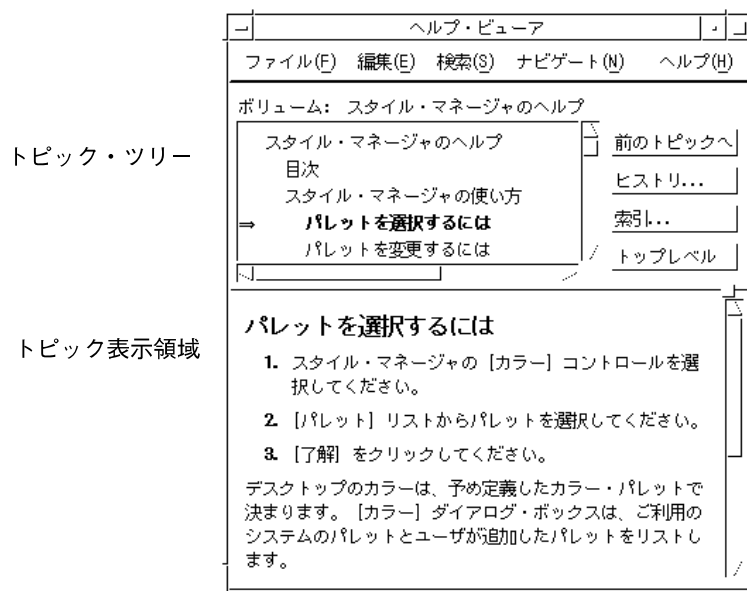 ヘルプ・ビューア
ファイル(F) 編集(E) 検索(S) ナビゲート(N) ヘルプ(H)
ボリューム: スタイル・マネージャのヘルプ
トピック・ツリー
スタイル・マネージャのヘルプ
目次
スタイル・マネージャの使い方
⇒ パレットを選択するには
パレットを変更するには
前のトピックへ
ヒストリ...
索引...
トップレベル
トピック表示領域
パレットを選択するには
1. スタイル・マネージャの [カラー] コントロールを選
択してください。
2. [パレット] リストからパレットを選択してください。
3. [了解] をクリックしてください。
デスクトップのカラーは、予め定義したカラー・パレットで
決まります。 [カラー] ダイアログ・ボックスは、ご利用の
システムのパレットとユーザが追加したパレットをリストし
ます。